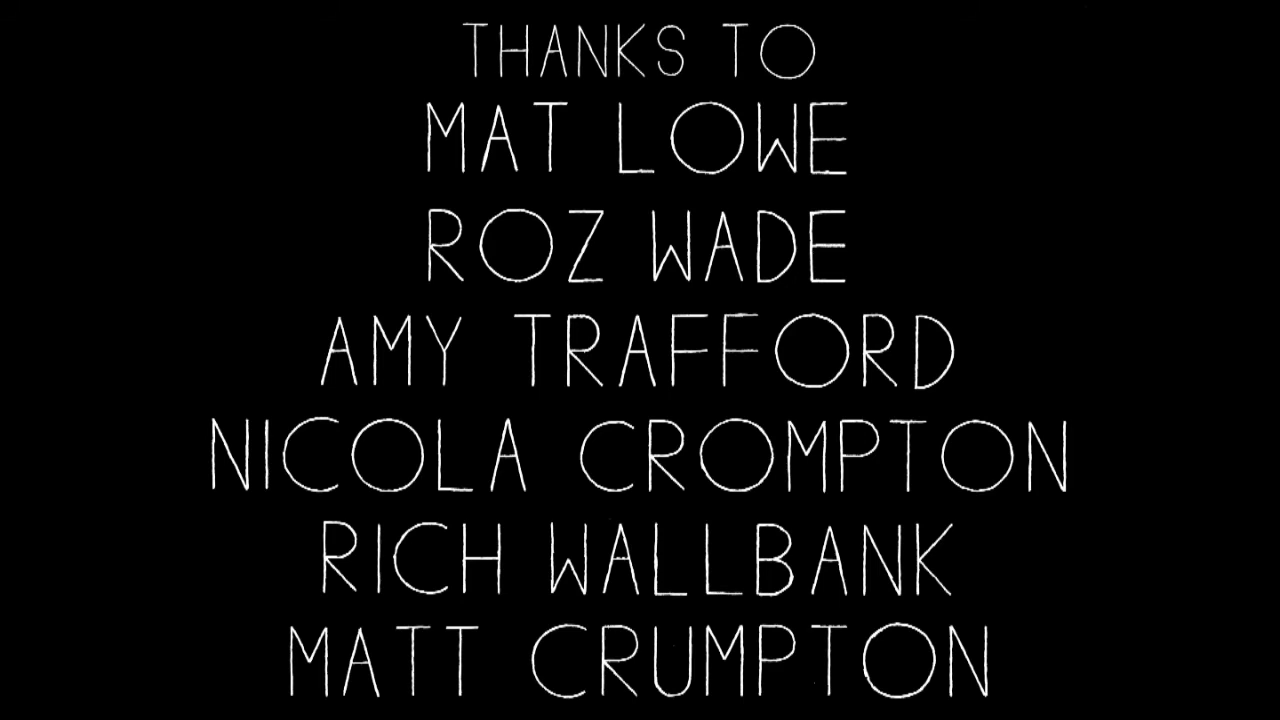 THANKS TO
MAT LOWE
ROZ WADE
AMY TRAFFORD
NICOLA CROMPTON
RICH WALLBANK
MATT CRUMPTON